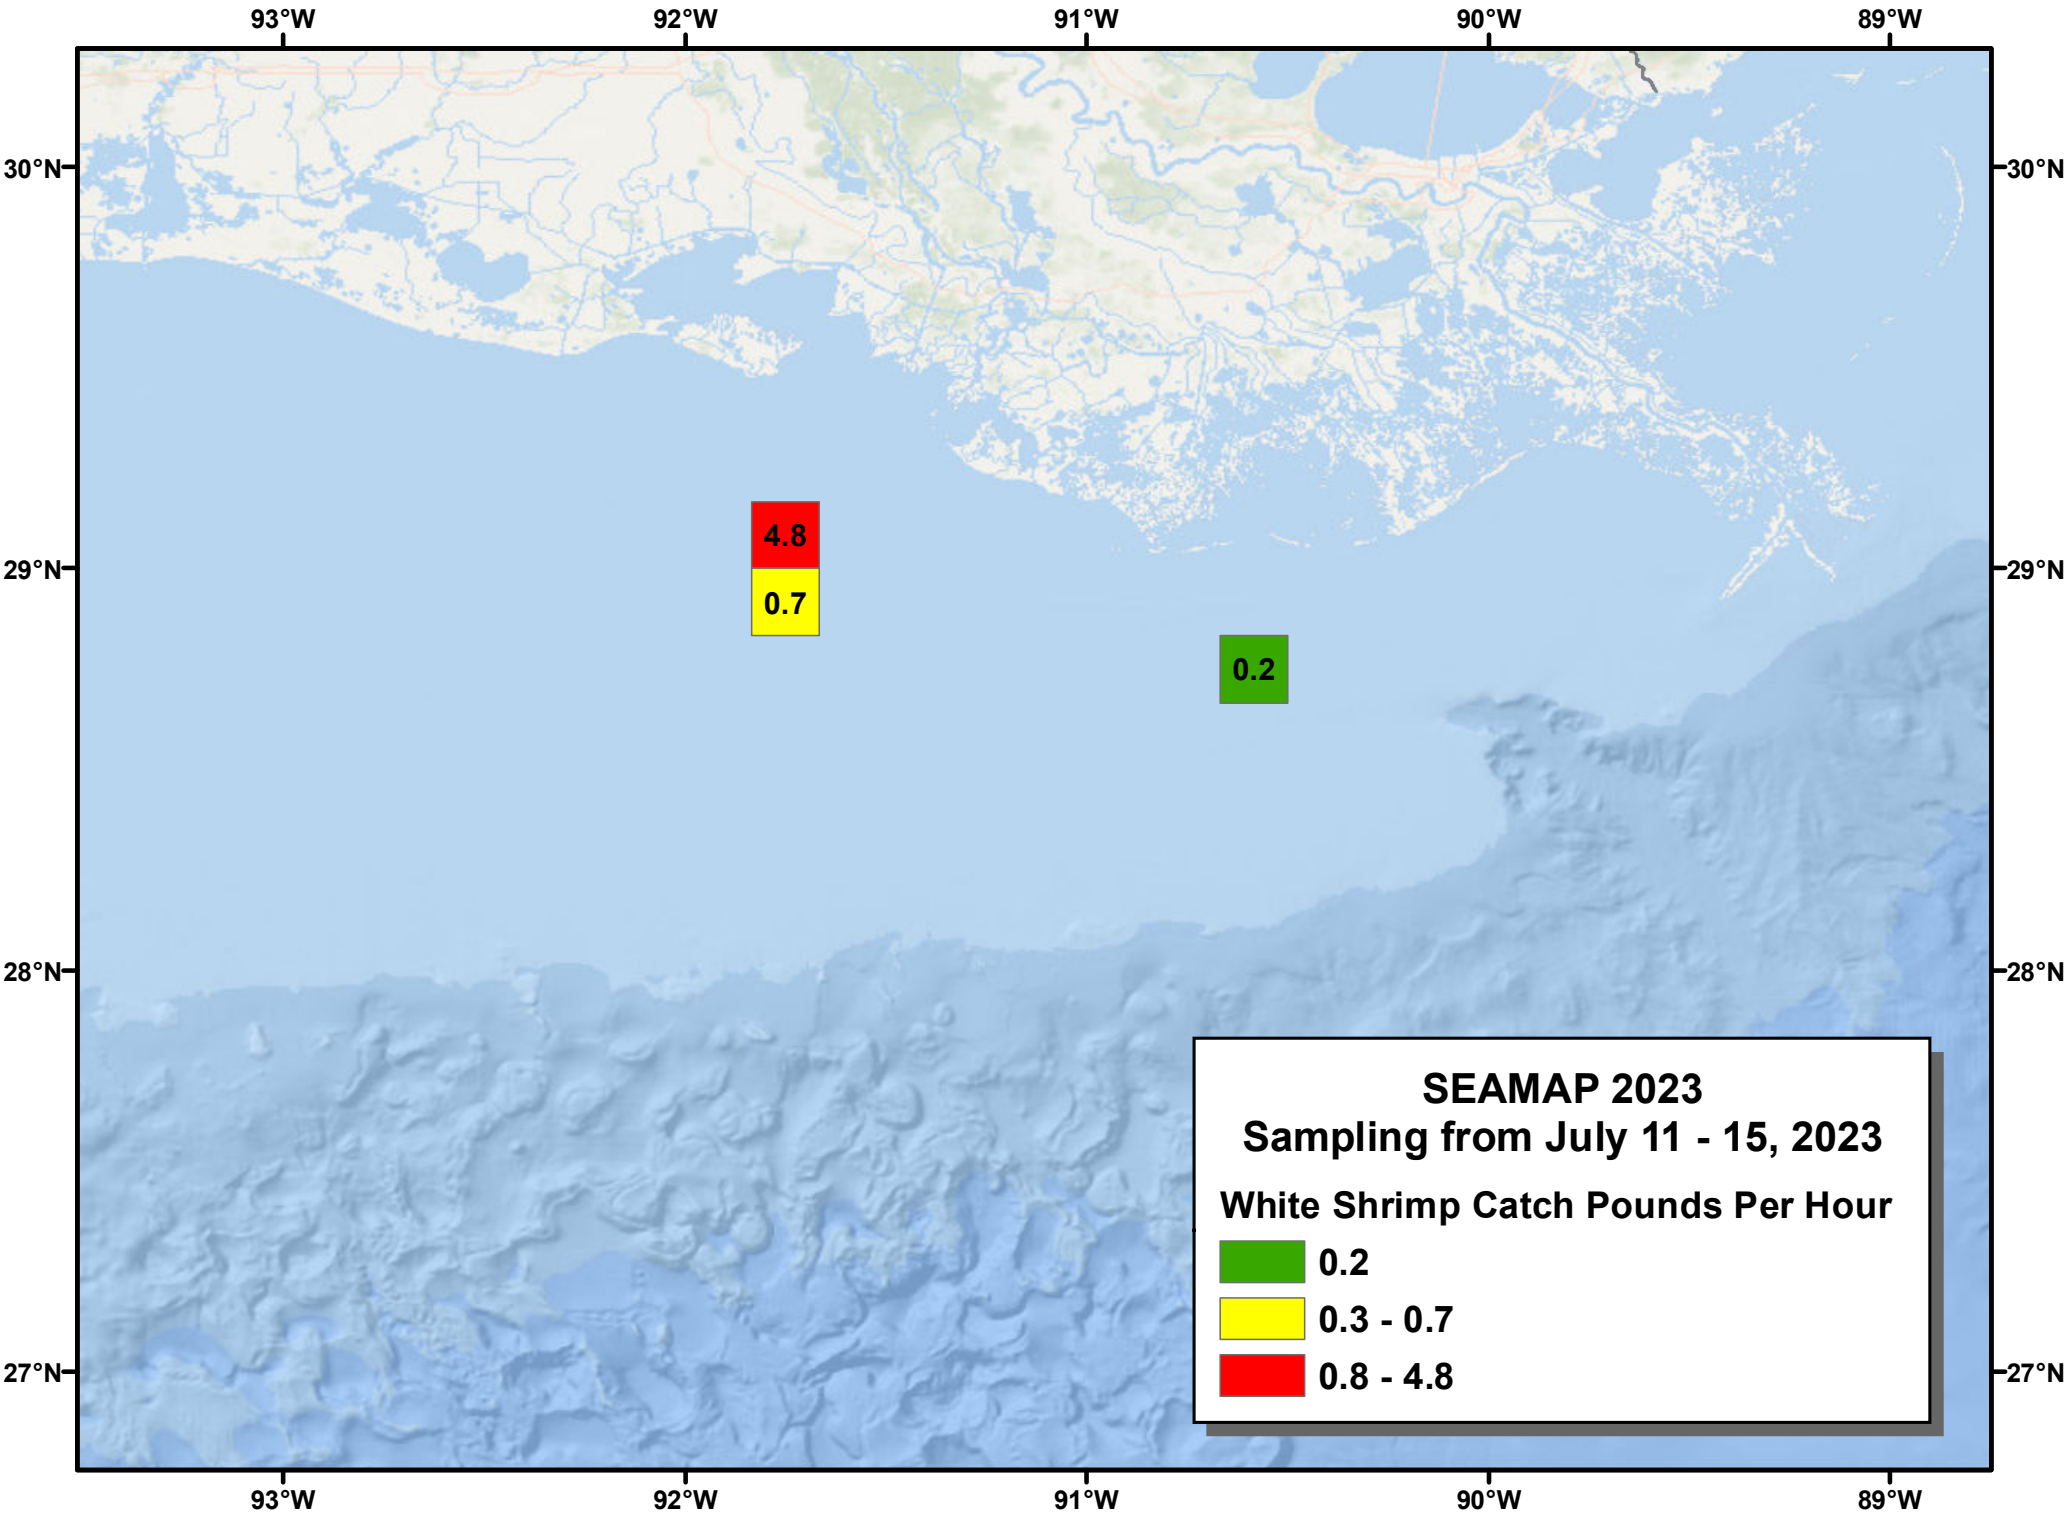 93°W 92°W 91°W 90°W 89°W
30°N 30°N
4.8
29°N 29°N
0.7
0.2
28°N 28°N
SEAMAP 2023
Sampling from July 11 - 15, 2023
White Shrimp Catch Pounds Per Hour
0.2
0.3 - 0.7
27°N 27°N
0.8 - 4.8
93°W 92°W 91°W 90°W 89°W